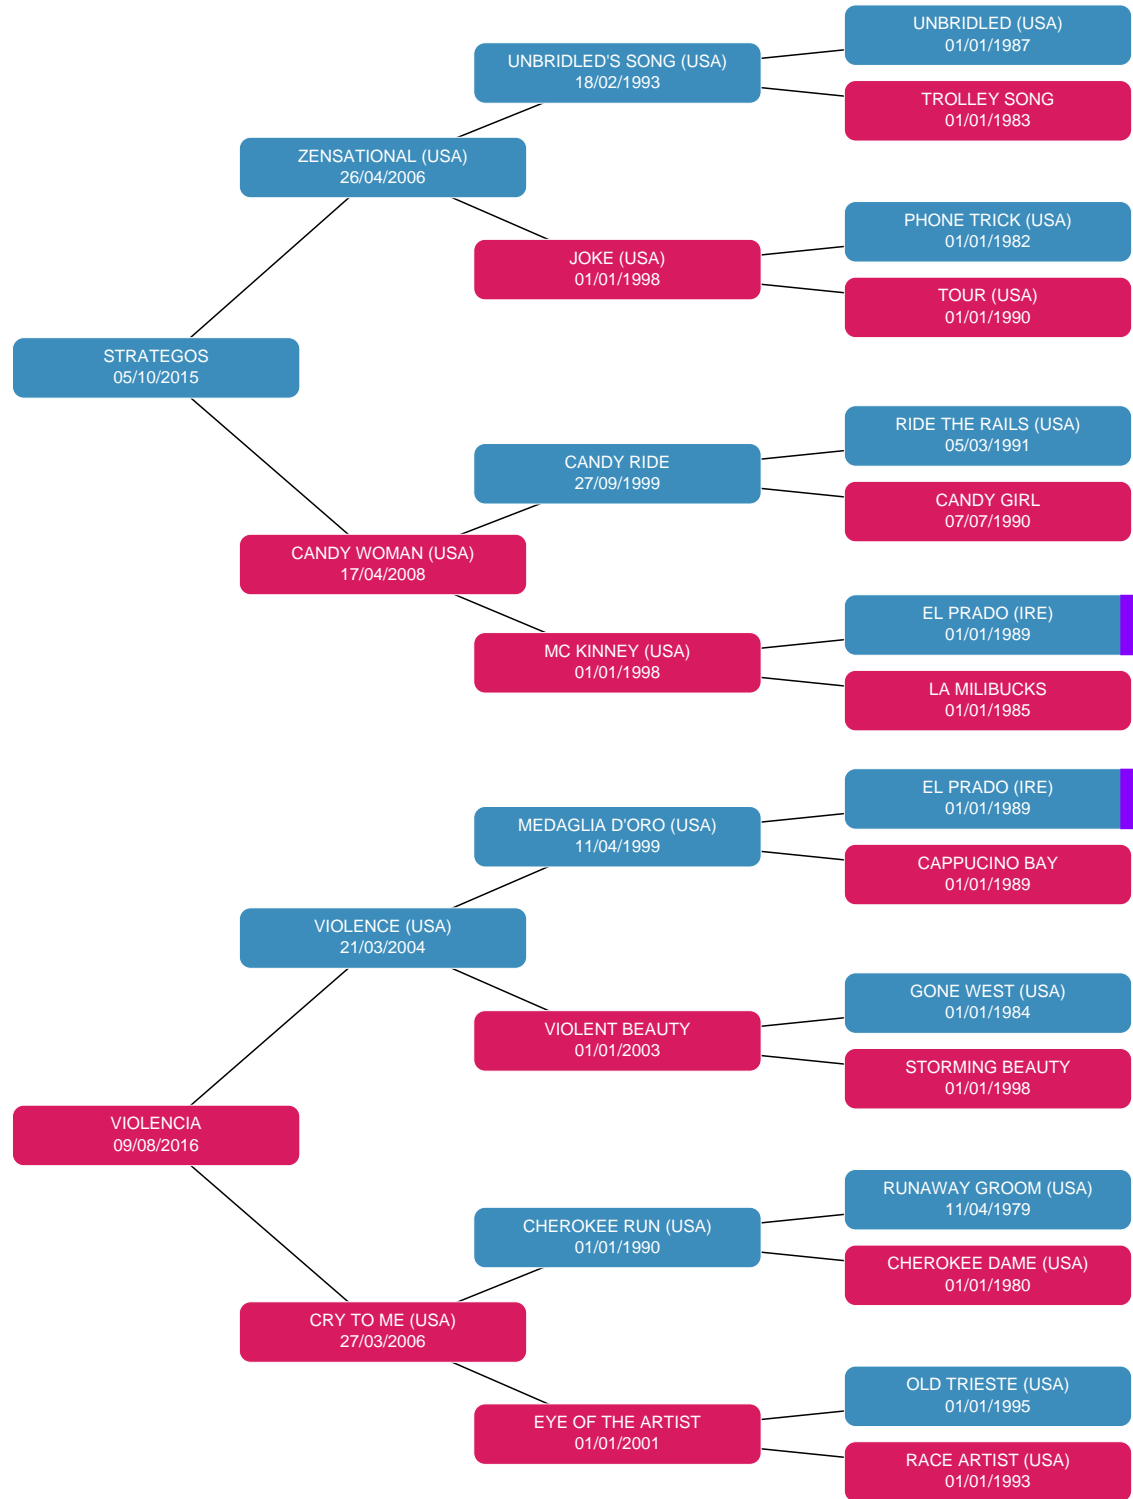 UNBRIDLED (USA)
01/01/1987
UNBRIDLED'S SONG (USA)
18/02/1993
TROLLEY SONG
01/01/1983
ZENSATIONAL (USA)
26/04/2006
PHONE TRICK (USA)
01/01/1982
JOKE (USA)
01/01/1998
TOUR (USA)
01/01/1990
STRATEGOS
05/10/2015
RIDE THE RAILS (USA)
05/03/1991
CANDY RIDE
27/09/1999
CANDY GIRL
07/07/1990
CANDY WOMAN (USA)
17/04/2008
EL PRADO (IRE)
01/01/1989
MC KINNEY (USA)
01/01/1998
LA MILIBUCKS
01/01/1985
EL PRADO (IRE)
01/01/1989
MEDAGLIA D'ORO (USA)
11/04/1999
CAPPUCINO BAY
01/01/1989
VIOLENCE (USA)
21/03/2004
GONE WEST (USA)
01/01/1984
VIOLENT BEAUTY
01/01/2003
STORMING BEAUTY
01/01/1998
VIOLENCIA
09/08/2016
RUNAWAY GROOM (USA)
11/04/1979
CHEROKEE RUN (USA)
01/01/1990
CHEROKEE DAME (USA)
01/01/1980
CRY TO ME (USA)
27/03/2006
OLD TRIESTE (USA)
01/01/1995
EYE OF THE ARTIST
01/01/2001
RACE ARTIST (USA)
01/01/1993